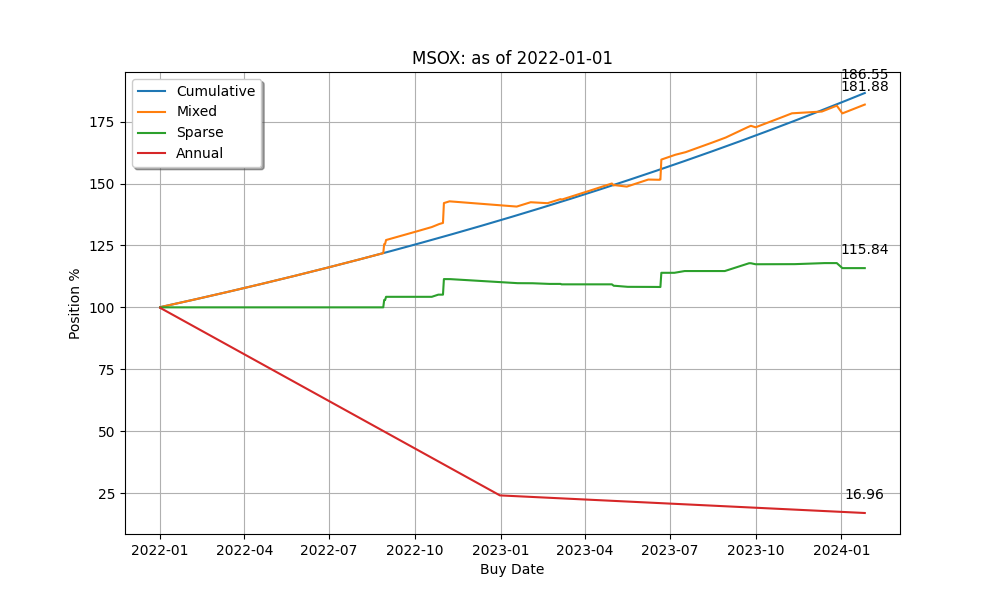 MSOX: as of 2022-01-01
186.55
181.88
Cumulative
Mixed
Sparse
Annual
175
150
125
115.84
100
75
50
25
16.96
Position %
2022-01
2022-04
2022-07
2022-10
2023-01
2023-04
2023-07
2023-10
2024-01
Buy Date